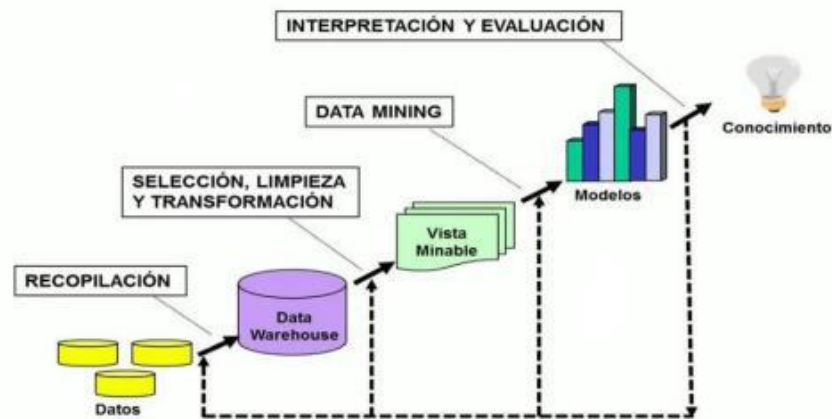 INTERPRETACIÓN Y EVALUACIÓN
Conocimiento
DATA MINING
Modelos
SELECCIÓN, LIMPIEZA
Y TRANSFORMACIÓN
Vista
Minable
RECOPILACIÓN
Data
Warehouse
Datos